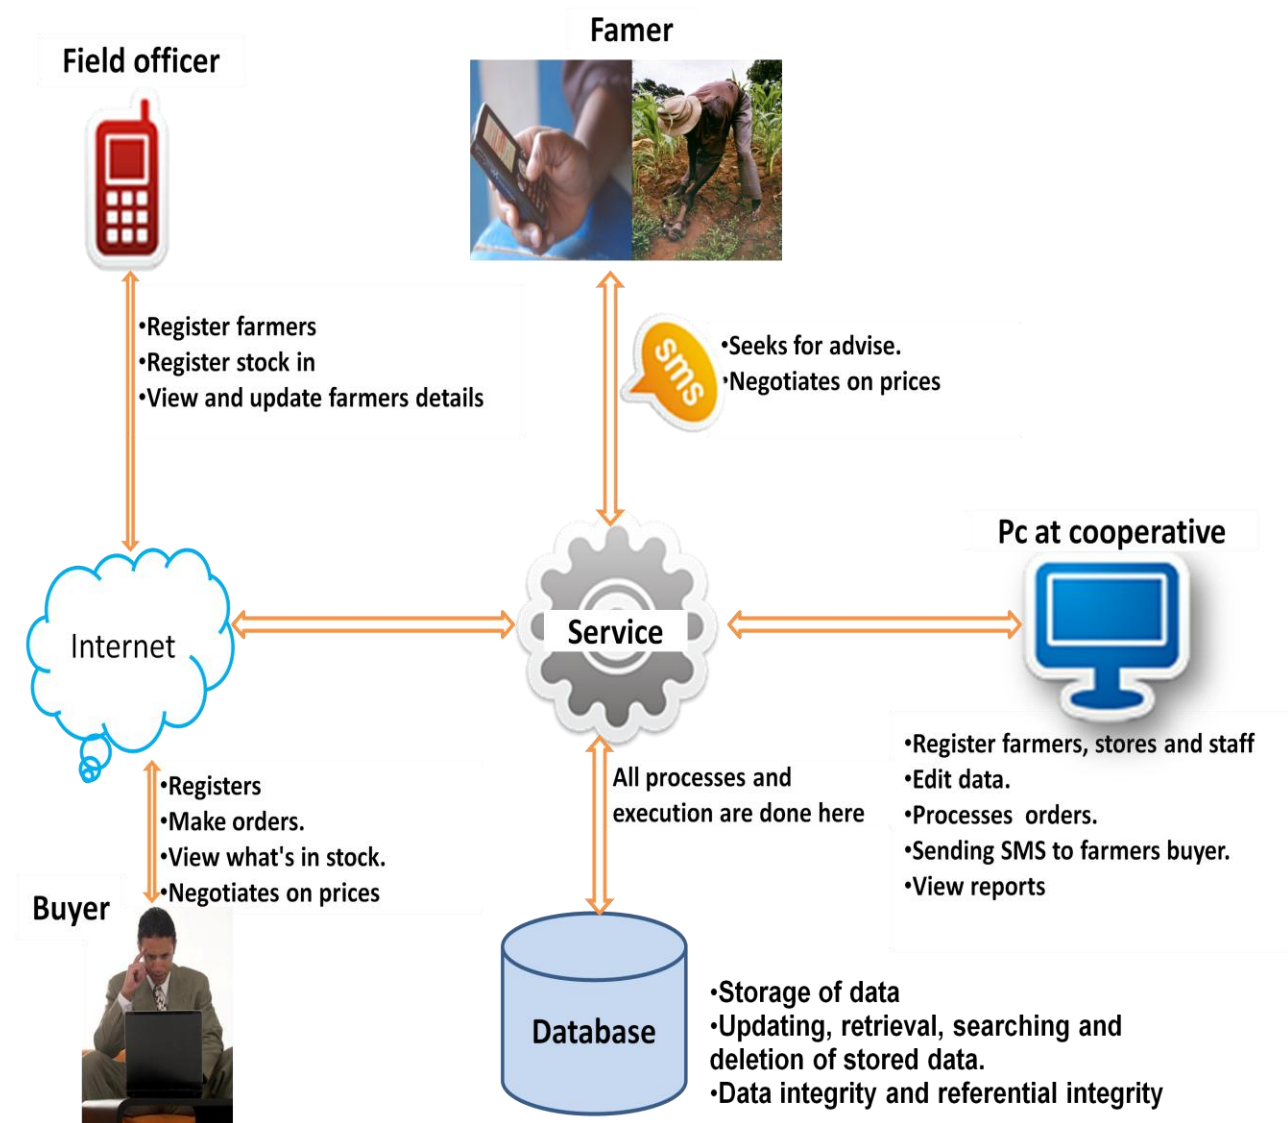 Famer
Field officer
•Register farmers
•Register stock in
•View and update farmers details
sms
•Seeks for advise.
•Negotiates on prices
Pc at cooperative
Internet
Service
•Register farmers, stores and staff
•Edit data.
•Processes orders.
•Sending SMS to farmers buyer.
•View reports
All processes and
execution are done here
•Registers
•Make orders.
•View what's in stock.
•Negotiates on prices
Buyer
Database
•Storage of data
•Updating, retrieval, searching and
deletion of stored data.
•Data integrity and referential integrity